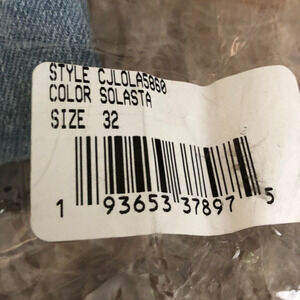 STYLE CJLOLA5860
COLOR SOLASTA
SIZE 32
1 93653 37897 5